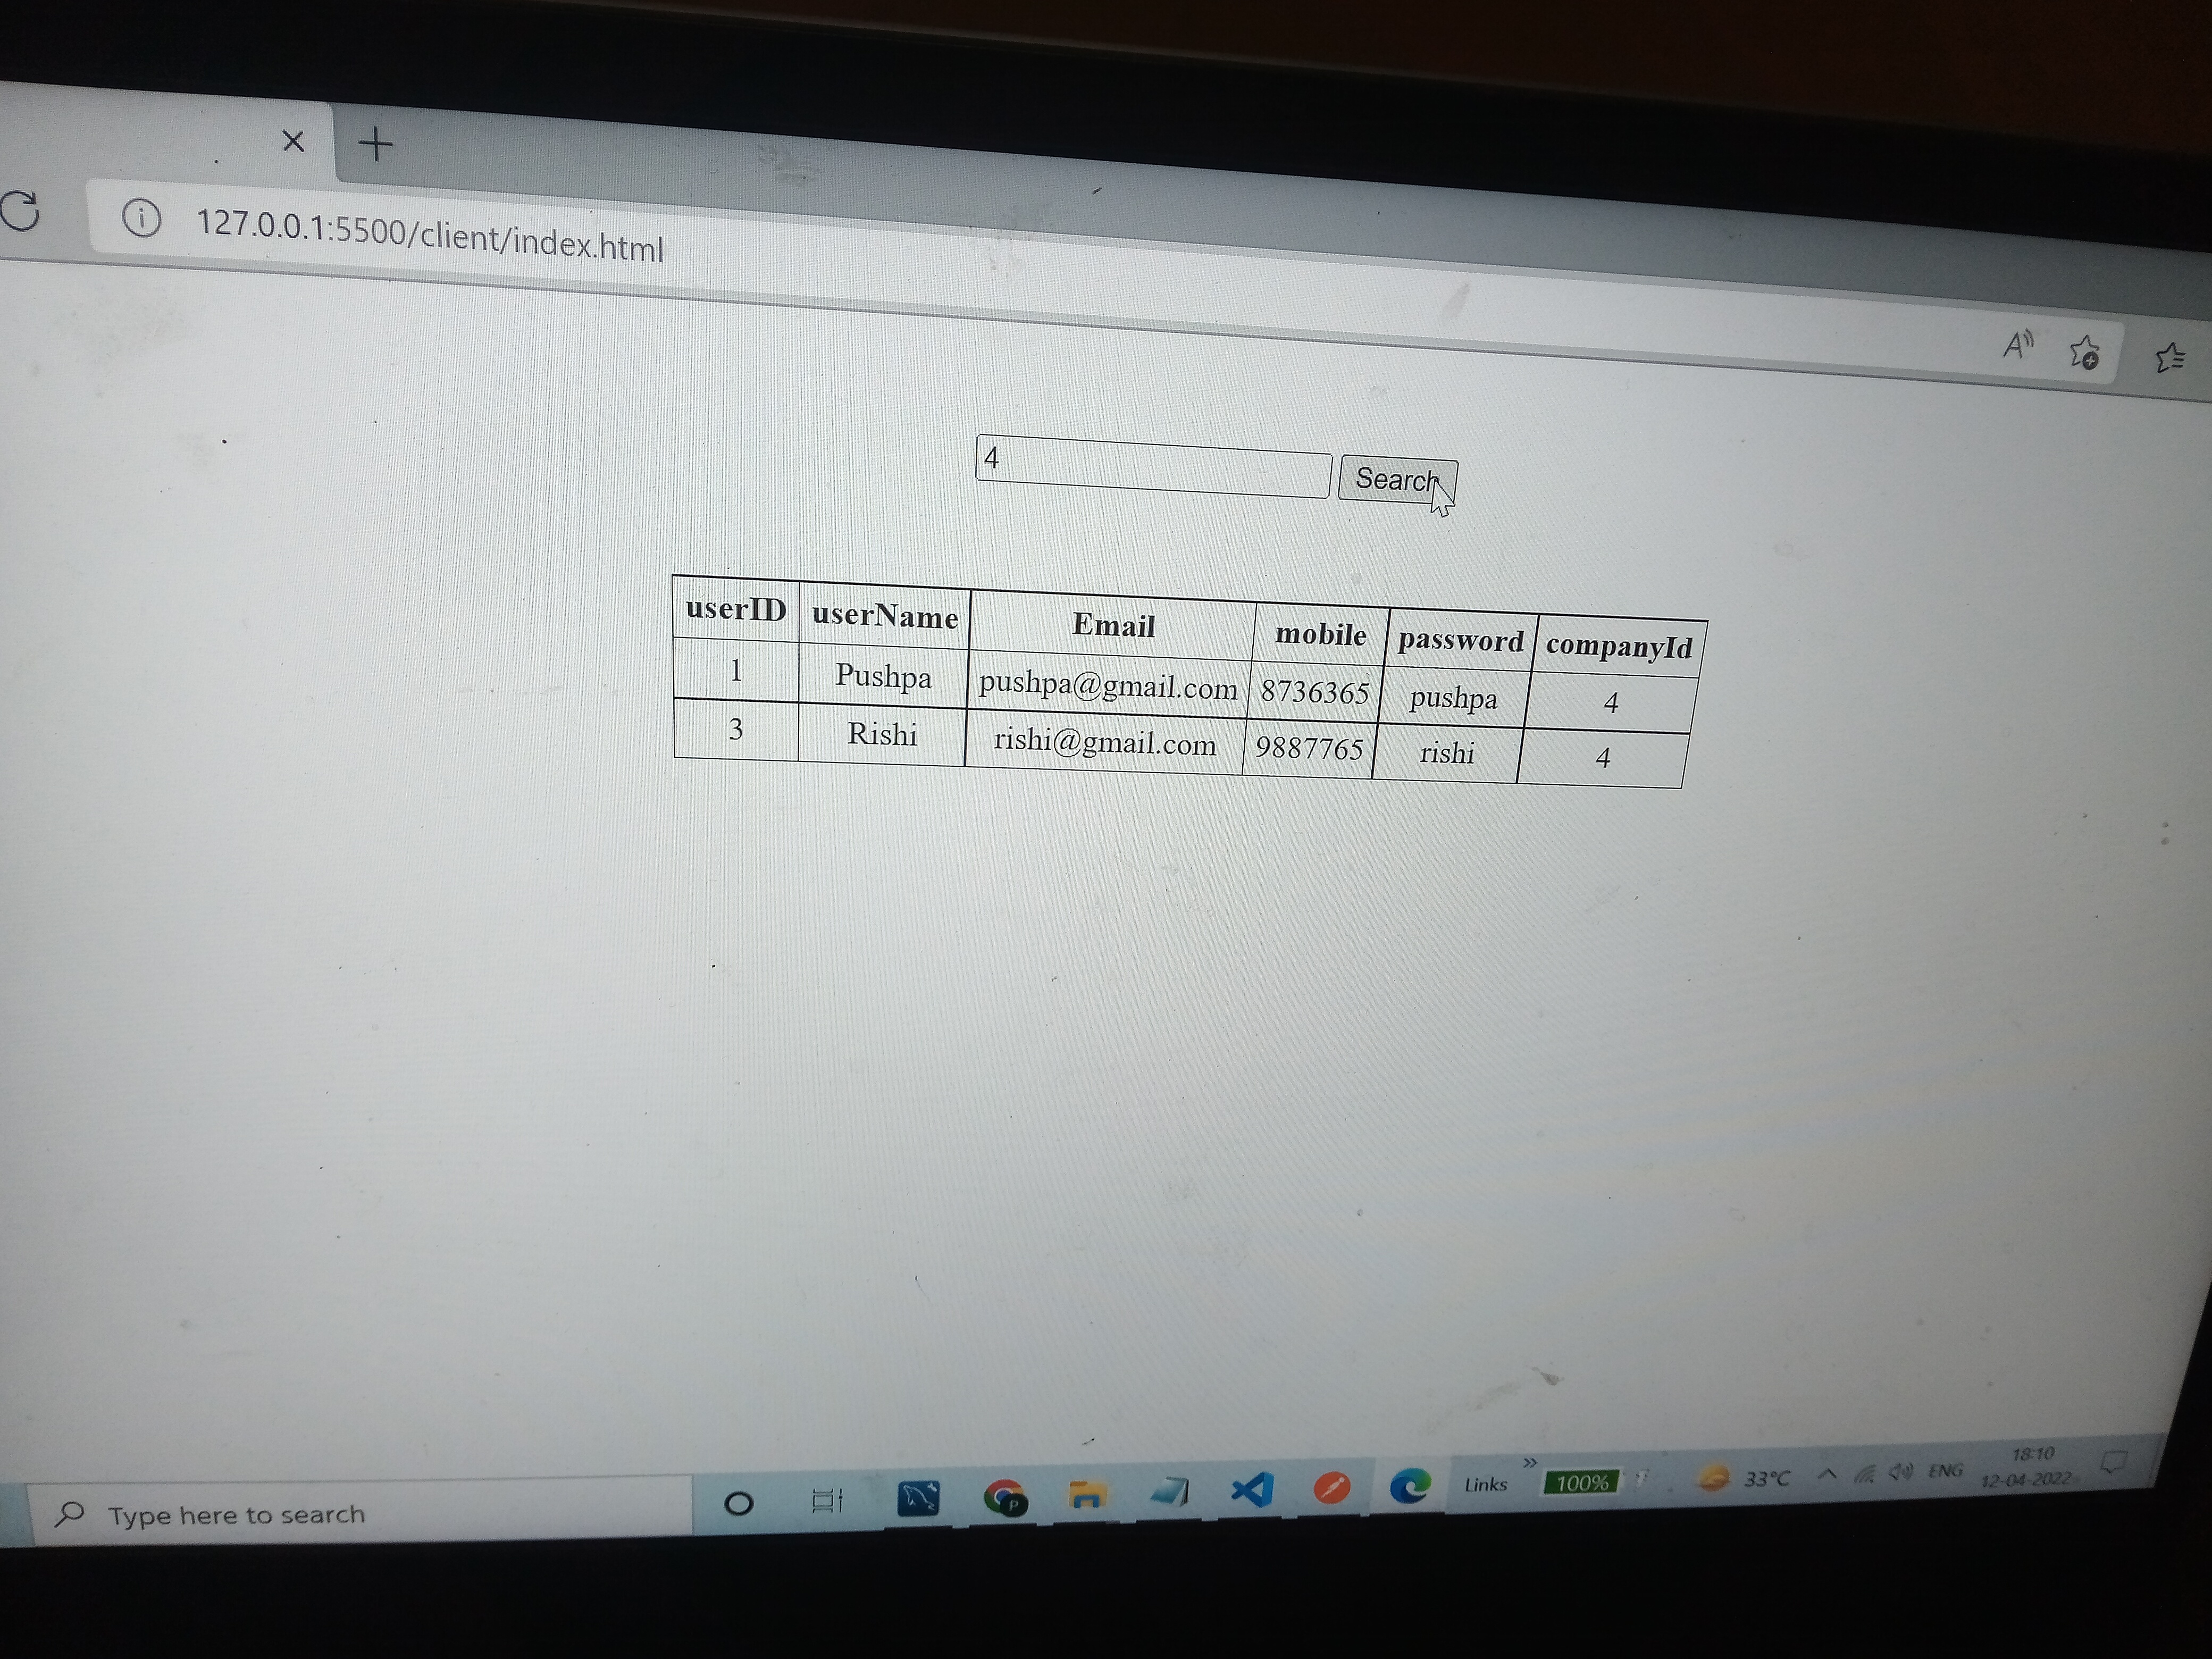 127.0.0.1:5500/client/index.html
A
4 Search
userID userName Email mobile password companyId
1 Pushpa pushpa@gmail.com 8736365 pushpa 4
3 Rishi rishi@gmail.com 9887765 rishi 4
Type here to search P Links 100% 33°C ENG 18:10
12-04-2022